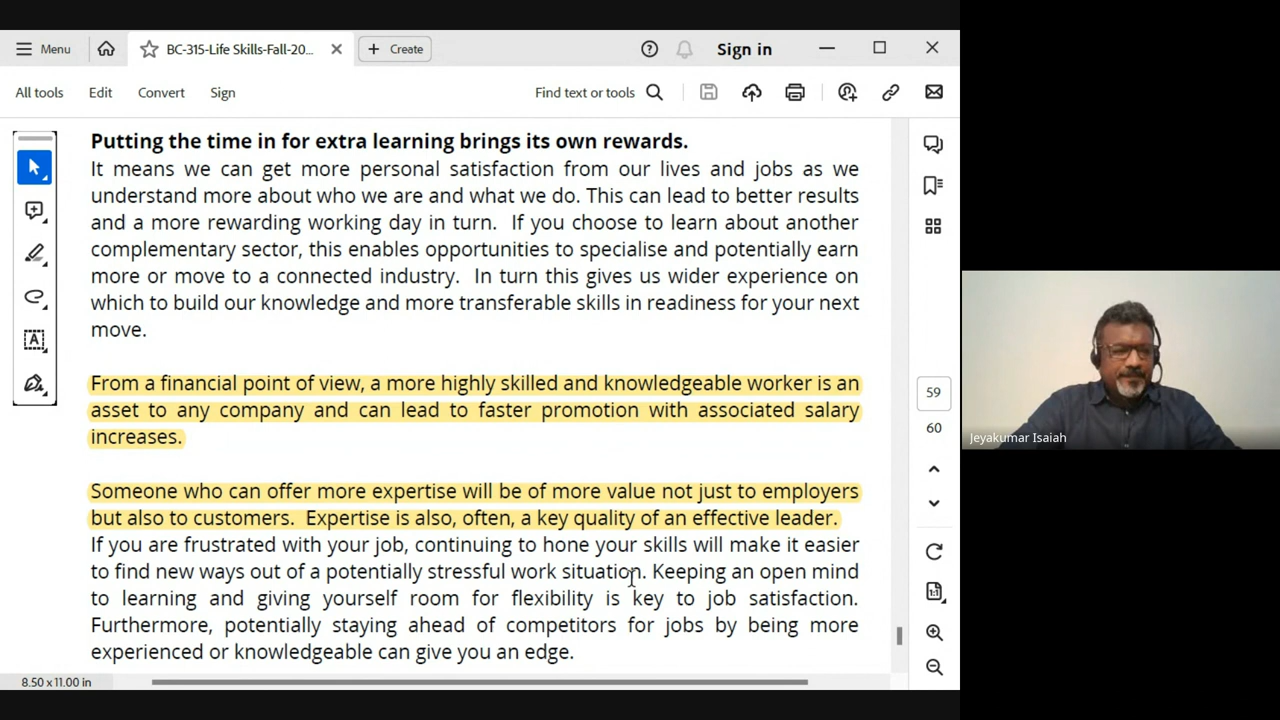 Menu
BC-315-Life Skills-Fall-20...
Create
Sign in
All tools
Edit
Convert
Sign
Find text or tools
Putting the time in for extra learning brings its own rewards.
It means we can get more personal satisfaction from our lives and jobs as we
understand more about who we are and what we do. This can lead to better results
and a more rewarding working day in turn. If you choose to learn about another
complementary sector, this enables opportunities to specialise and potentially earn
more or move to a connected industry. In turn this gives us wider experience on
which to build our knowledge and more transferable skills in readiness for your next
move.
From a financial point of view, a more highly skilled and knowledgeable worker is an
asset to any company and can lead to faster promotion with associated salary
increases.
Someone who can offer more expertise will be of more value not just to employers
but also to customers. Expertise is also, often, a key quality of an effective leader.
If you are frustrated with your job, continuing to hone your skills will make it easier
to find new ways out of a potentially stressful work situation. Keeping an open mind
to learning and giving yourself room for flexibility is key to job satisfaction.
Furthermore, potentially staying ahead of competitors for jobs by being more
experienced or knowledgeable can give you an edge.
59
60
1:1
8.50 x 11.00 in
Jeyakumar Isaiah